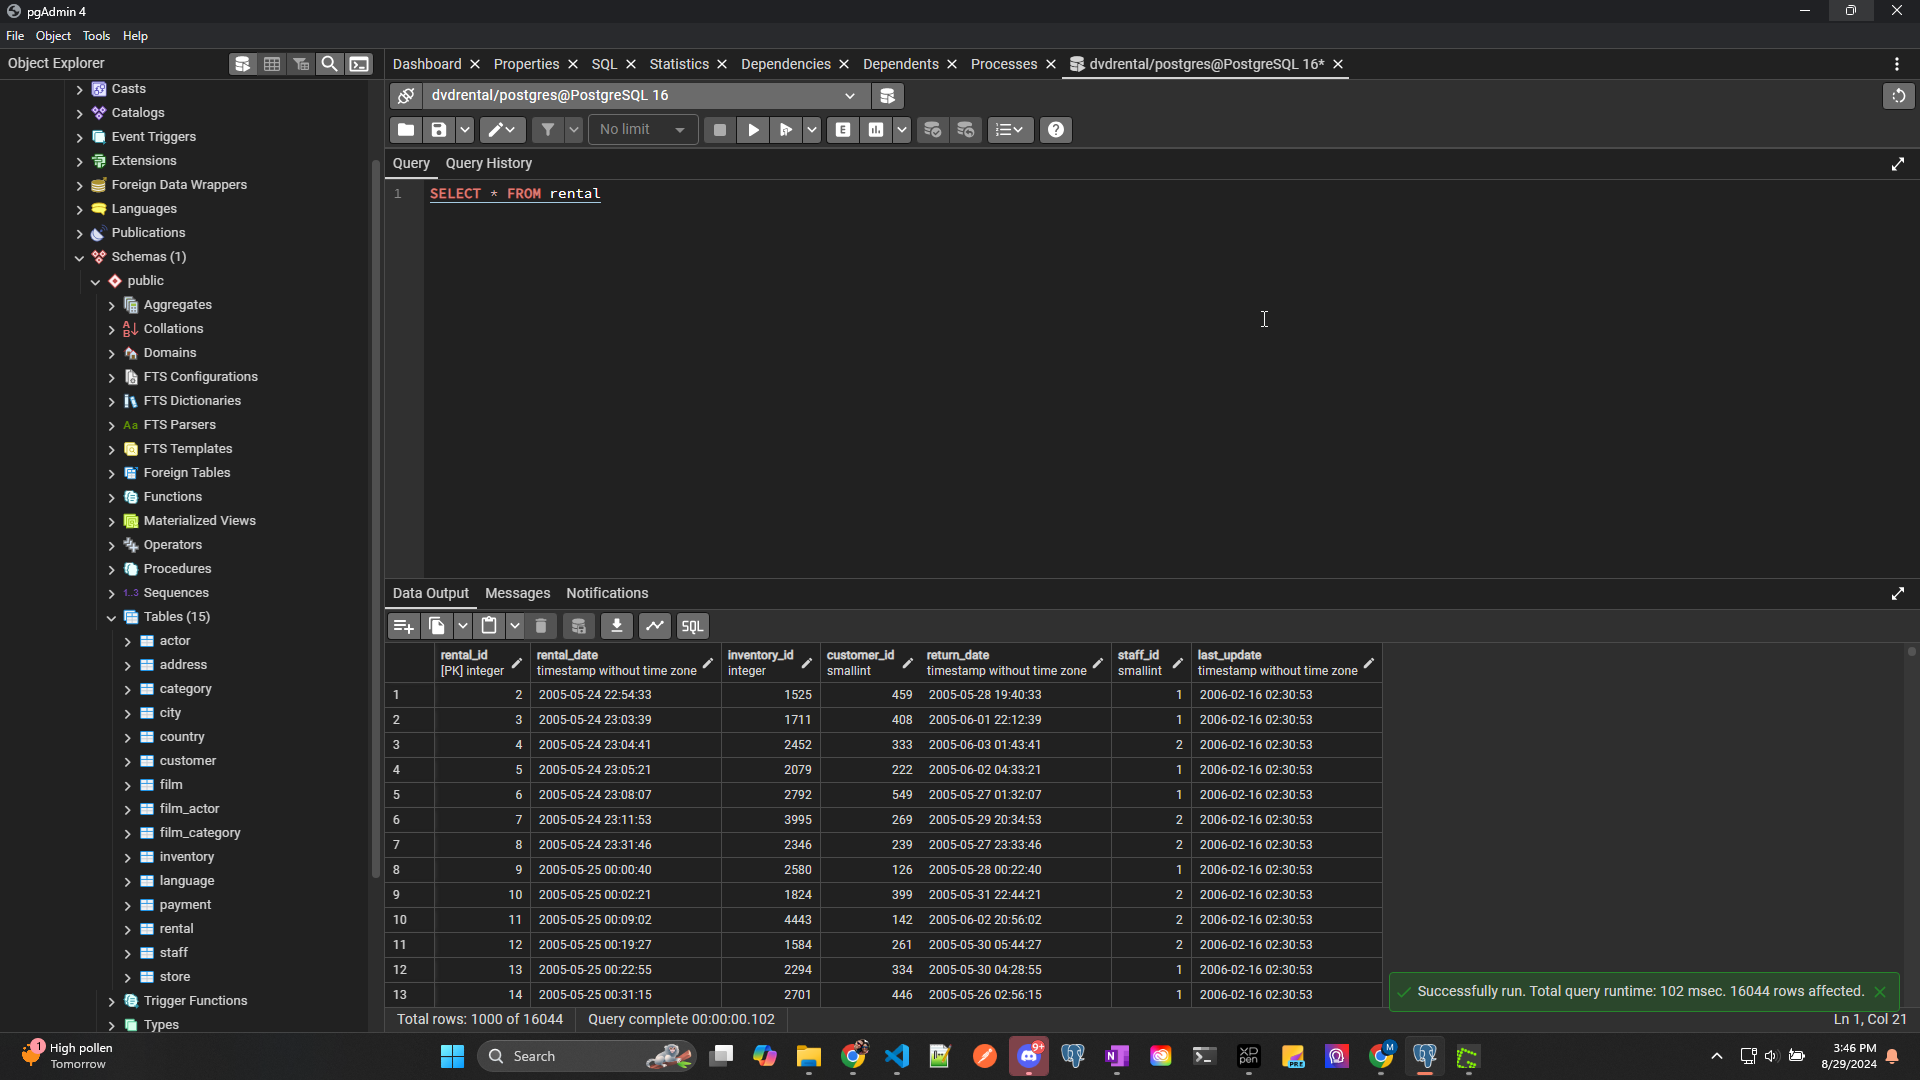 pgAdmin 4
File Object Tools Help
Object Explorer
Dashboard Properties SQL Statistics Dependencies Dependents Processes dvdrental/postgres@PostgreSQL 16*
dvdrental/postgres@PostgreSQL 16
No limit
E
Query Query History
1 SELECT * FROM rental
Casts
Catalogs
Event Triggers
Extensions
Foreign Data Wrappers
Languages
Publications
Schemas (1)
public
Aggregates
Collations
Domains
FTS Configurations
FTS Dictionaries
Aa FTS Parsers
FTS Templates
Foreign Tables
Functions
Materialized Views
Operators
Procedures
1..3 Sequences
Tables (15)
actor
address
category
city
country
customer
film
film_actor
film_category
inventory
language
payment
rental
staff
store
Trigger Functions
Types
Data Output Messages Notifications
SQL
rental_id rental_date inventory_id customer_id return_date staff_id last_update
[PK] integer timestamp without time zone integer smallint timestamp without time zone smallint timestamp without time zone
1 2 2005-05-24 22:54:33 1525 459 2005-05-28 19:40:33 1 2006-02-16 02:30:53
2 3 2005-05-24 23:03:39 1711 408 2005-06-01 22:12:39 1 2006-02-16 02:30:53
3 4 2005-05-24 23:04:41 2452 333 2005-06-03 01:43:41 2 2006-02-16 02:30:53
4 5 2005-05-24 23:05:21 2079 222 2005-06-02 04:33:21 1 2006-02-16 02:30:53
5 6 2005-05-24 23:08:07 2792 549 2005-05-27 01:32:07 1 2006-02-16 02:30:53
6 7 2005-05-24 23:11:53 3995 269 2005-05-29 20:34:53 2 2006-02-16 02:30:53
7 8 2005-05-24 23:31:46 2346 239 2005-05-27 23:33:46 2 2006-02-16 02:30:53
8 9 2005-05-25 00:00:40 2580 126 2005-05-28 00:22:40 1 2006-02-16 02:30:53
9 10 2005-05-25 00:02:21 1824 399 2005-05-31 22:44:21 2 2006-02-16 02:30:53
10 11 2005-05-25 00:09:02 4443 142 2005-06-02 20:56:02 2 2006-02-16 02:30:53
11 12 2005-05-25 00:19:27 1584 261 2005-05-30 05:44:27 2 2006-02-16 02:30:53
12 13 2005-05-25 00:22:55 2294 334 2005-05-30 04:28:55 1 2006-02-16 02:30:53
13 14 2005-05-25 00:31:15 2701 446 2005-05-26 02:56:15 1 2006-02-16 02:30:53
Successfully run. Total query runtime: 102 msec. 16044 rows affected.
Total rows: 1000 of 16044 Query complete 00:00:00.102 Ln 1, Col 21
1 High pollen
Tomorrow
Search
9+
XP
PEN
PRE
M
3:46 PM
8/29/2024